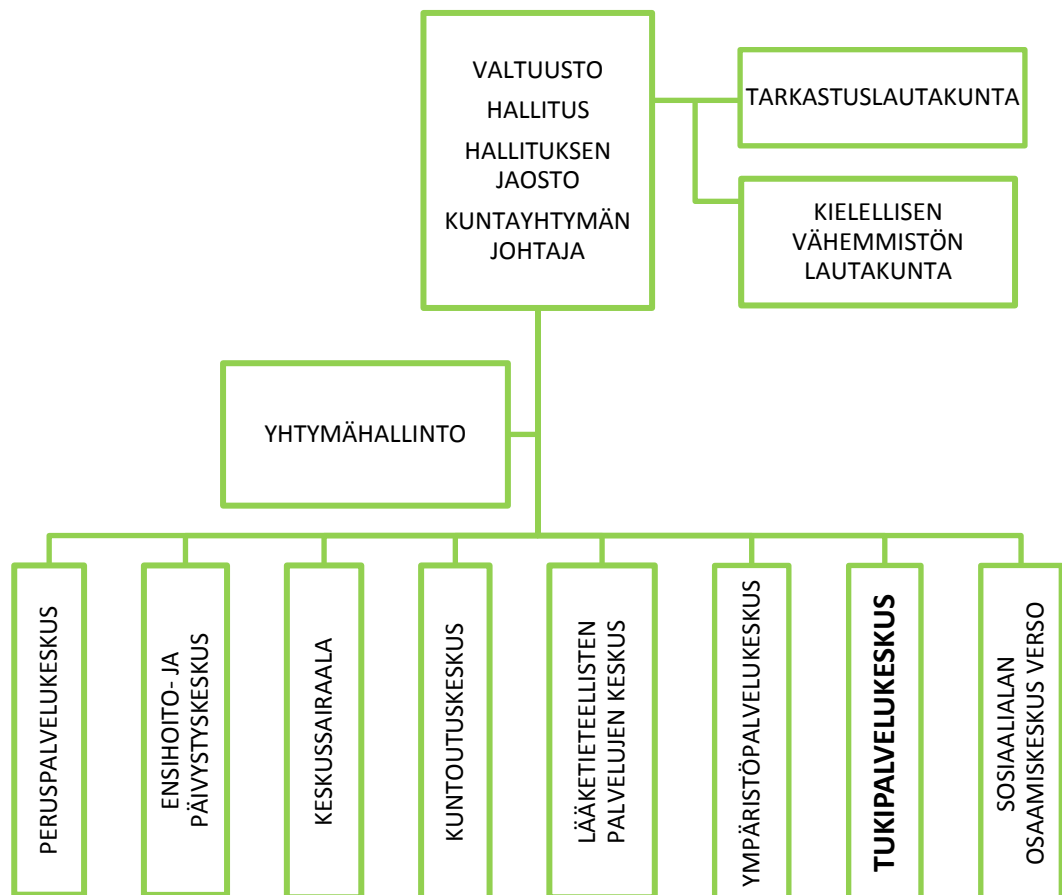 VALTUUSTO
HALLITUS
HALLITUKSEN
JAOSTO
KUNTAYHTYMÄN
JOHTAJA
TARKASTUSLAUTAKUNTA
KIELELLISEN
VÄHEMMISTÖN
LAUTAKUNTA
YHTYMÄHALLINTO
PERUSPALVELUKESKUS
ENSIHOITO- JA
PÄIVYSTYSKESKUS
KESKUSSAIRAALA
KUNTOUTUSKESKUS
LÄÄKETIETEELLISTEN
PALVELUJEN KESKUS
YMPÄRISTÖPALVELUKESKUS
TUKIPALVELUKESKUS
SOSIAALIALAN
OSAAMISKESKUS VERSO